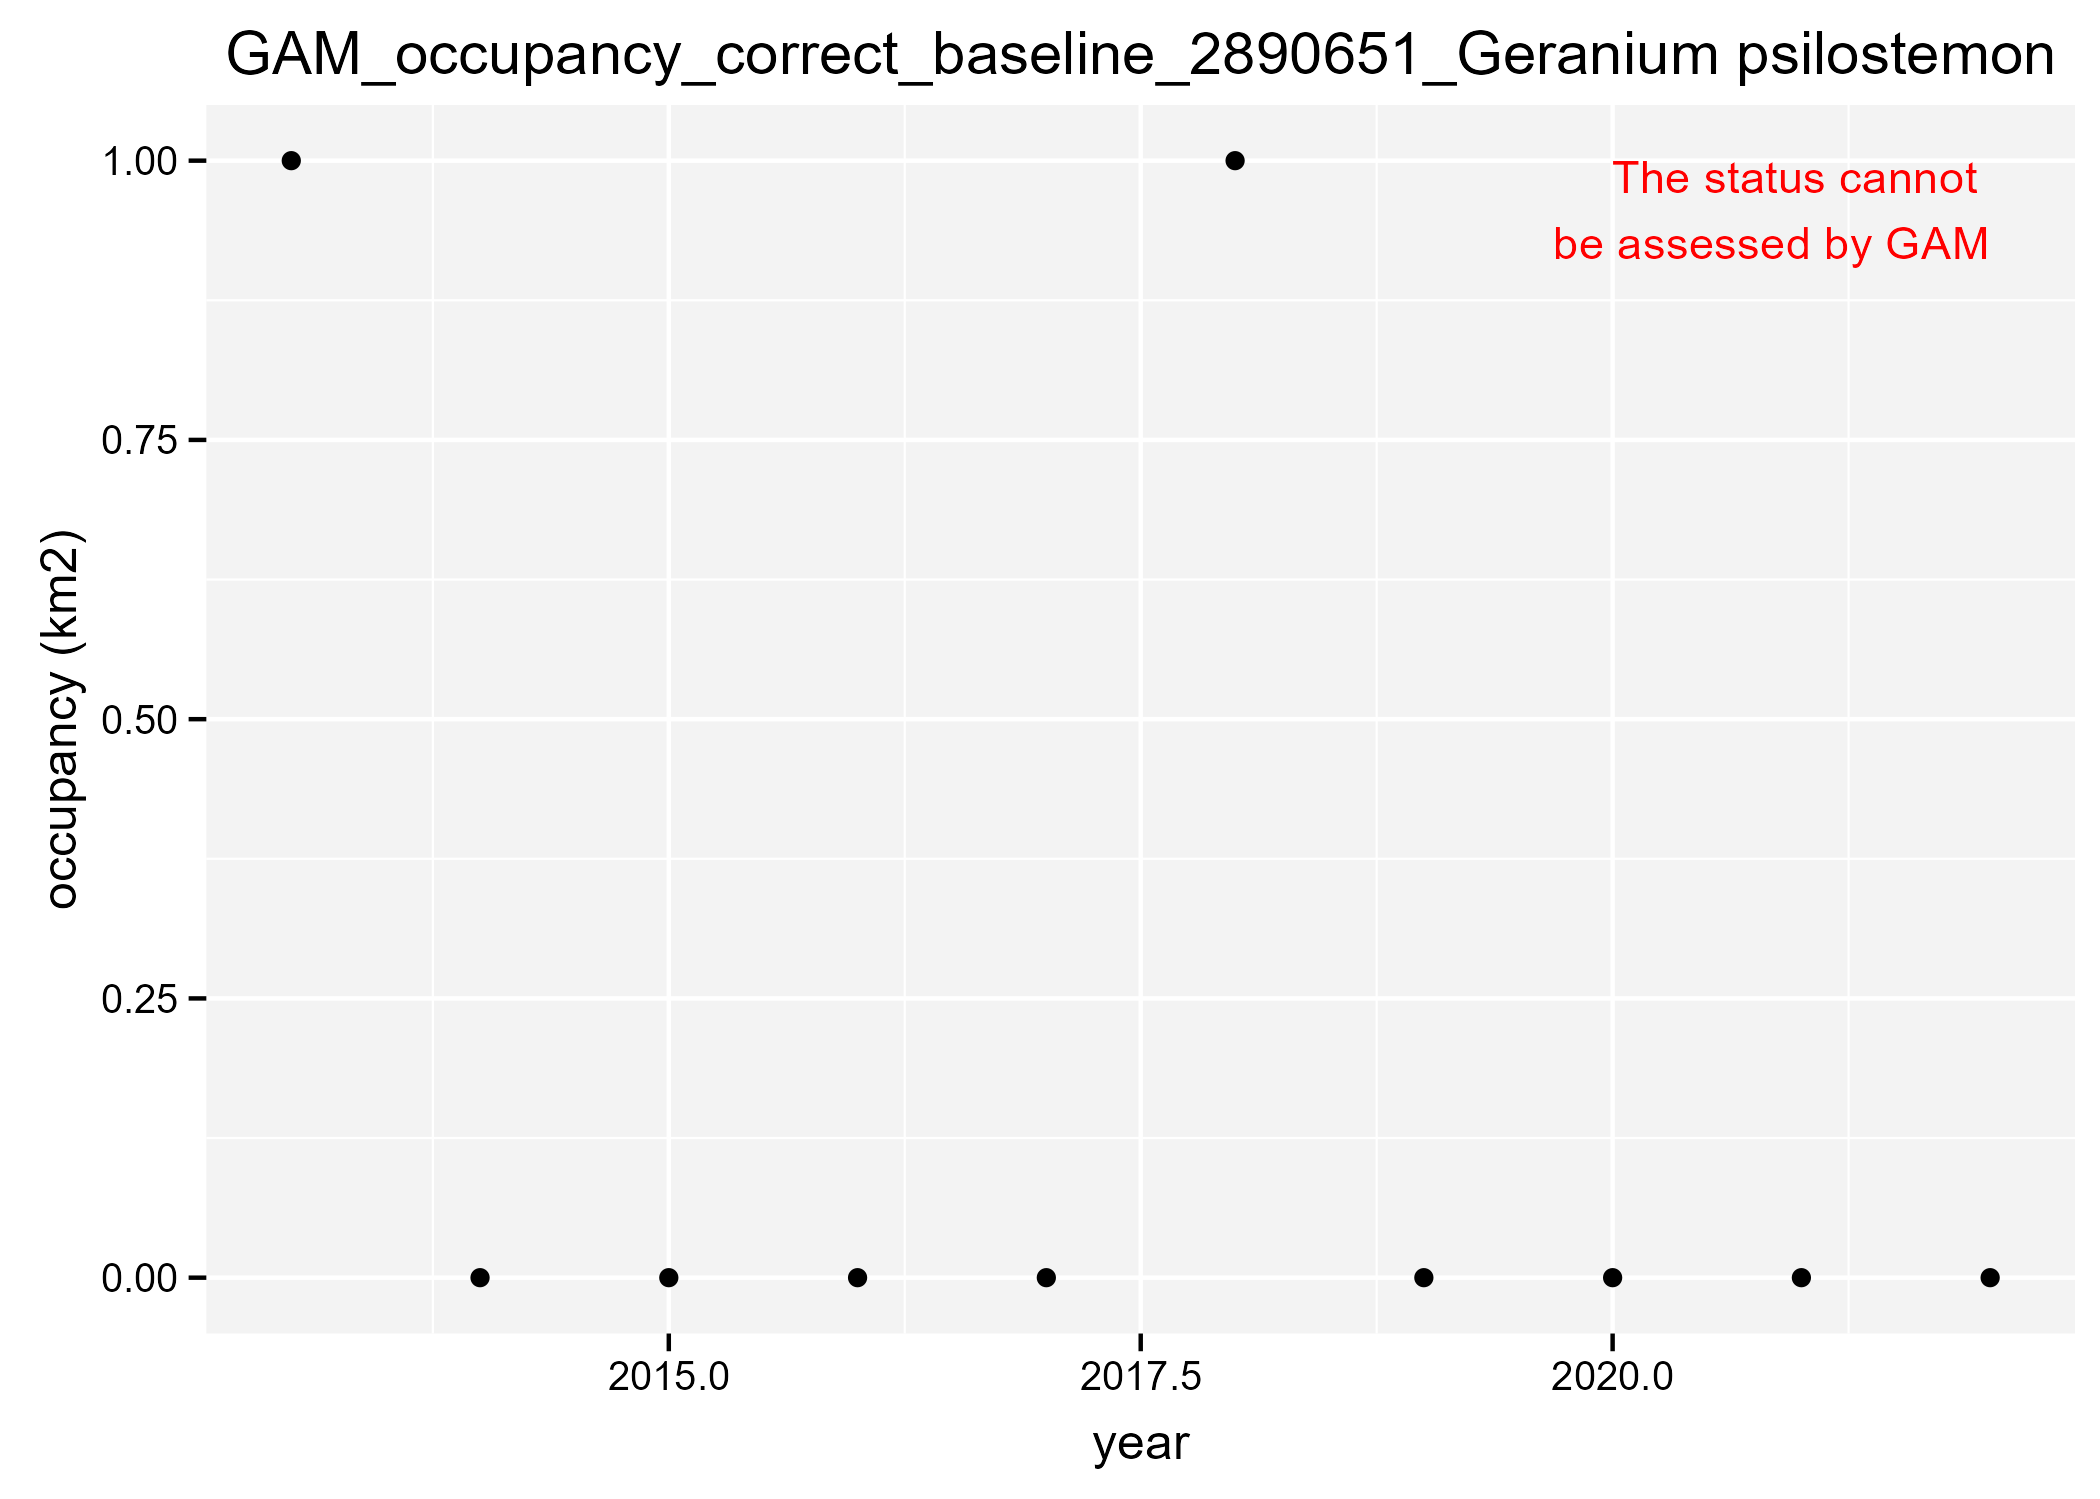 GAM_occupancy_correct_baseline_2890651_Geranium psilostemon
1.00
The status cannot
be assessed by GAM
0.75
occupancy (km2)
0.50
0.25
0.00
2015.0
2017.5
2020.0
year